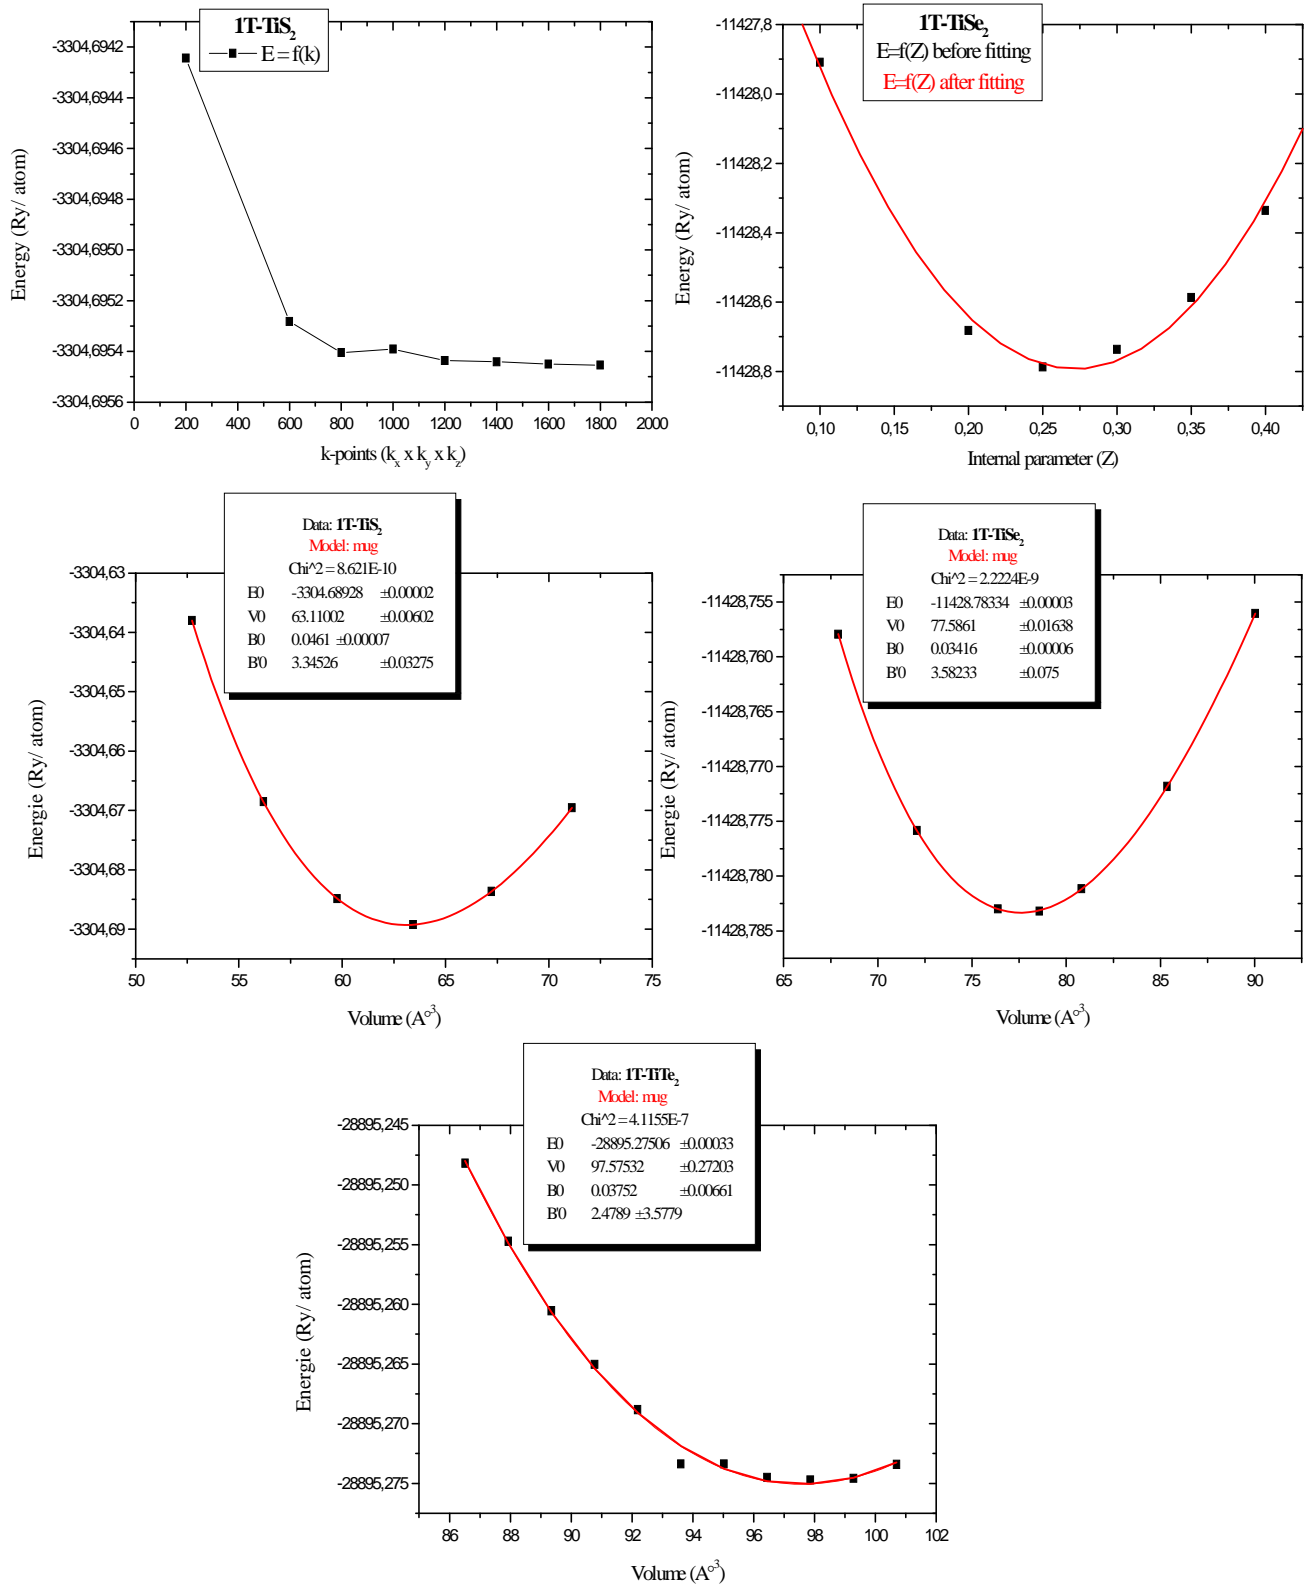 1T-TiS2
E = f(k)
-3304,6942
-3304,6944
-3304,6946
-3304,6948
-3304,6950
-3304,6952
-3304,6954
-3304,6956
0 200 400 600 800 1000 1200 1400 1600 1800 2000
Energy (Ry/ atom)
k-points (kx x ky x kz)
1T-TiSe2
E=f(Z) before fitting
E=f(Z) after fitting
-11427,8
-11428,0
-11428,2
-11428,4
-11428,6
-11428,8
0,10 0,20 0,25 0,30 0,35 0,40
Energy (Ry/ atom)
Internal parameter (Z)
Data: 1T-TiS2
Model: mug
Chi^2 = 8.621E-10
E0 -3304.68928 ±0.00002
V0 63.11002 ±0.00602
B0 0.0461 ±0.00007
B'0 3.34526 ±0.03275
-3304,63
-3304,64
-3304,65
-3304,66
-3304,67
-3304,68
-3304,69
50 55 60 65 70 75
Energie (Ry/ atom)
Volume (A°3)
Data: 1T-TiSe2
Model: mug
Chi^2 = 2.2224E-9
E0 -11428.78334 ±0.00003
V0 77.5861 ±0.01638
B0 0.03416 ±0.00006
B'0 3.58233 ±0.075
-11428,755
-11428,760
-11428,765
-11428,770
-11428,775
-11428,780
-11428,785
65 70 75 80 85 90
Energie (Ry/ atom)
Volume (A°3)
Data: 1T-TiTe2
Model: mug
Chi^2 = 4.1155E-7
E0 -28895.27506 ±0.00033
V0 97.57532 ±0.27203
B0 0.03752 ±0.00661
B'0 2.4789 ±3.5779
-28895,245
-28895,250
-28895,255
-28895,260
-28895,265
-28895,270
-28895,275
86 88 90 92 94 96 98 100 102
Energie (Ry/ atom)
Volume (A°3)